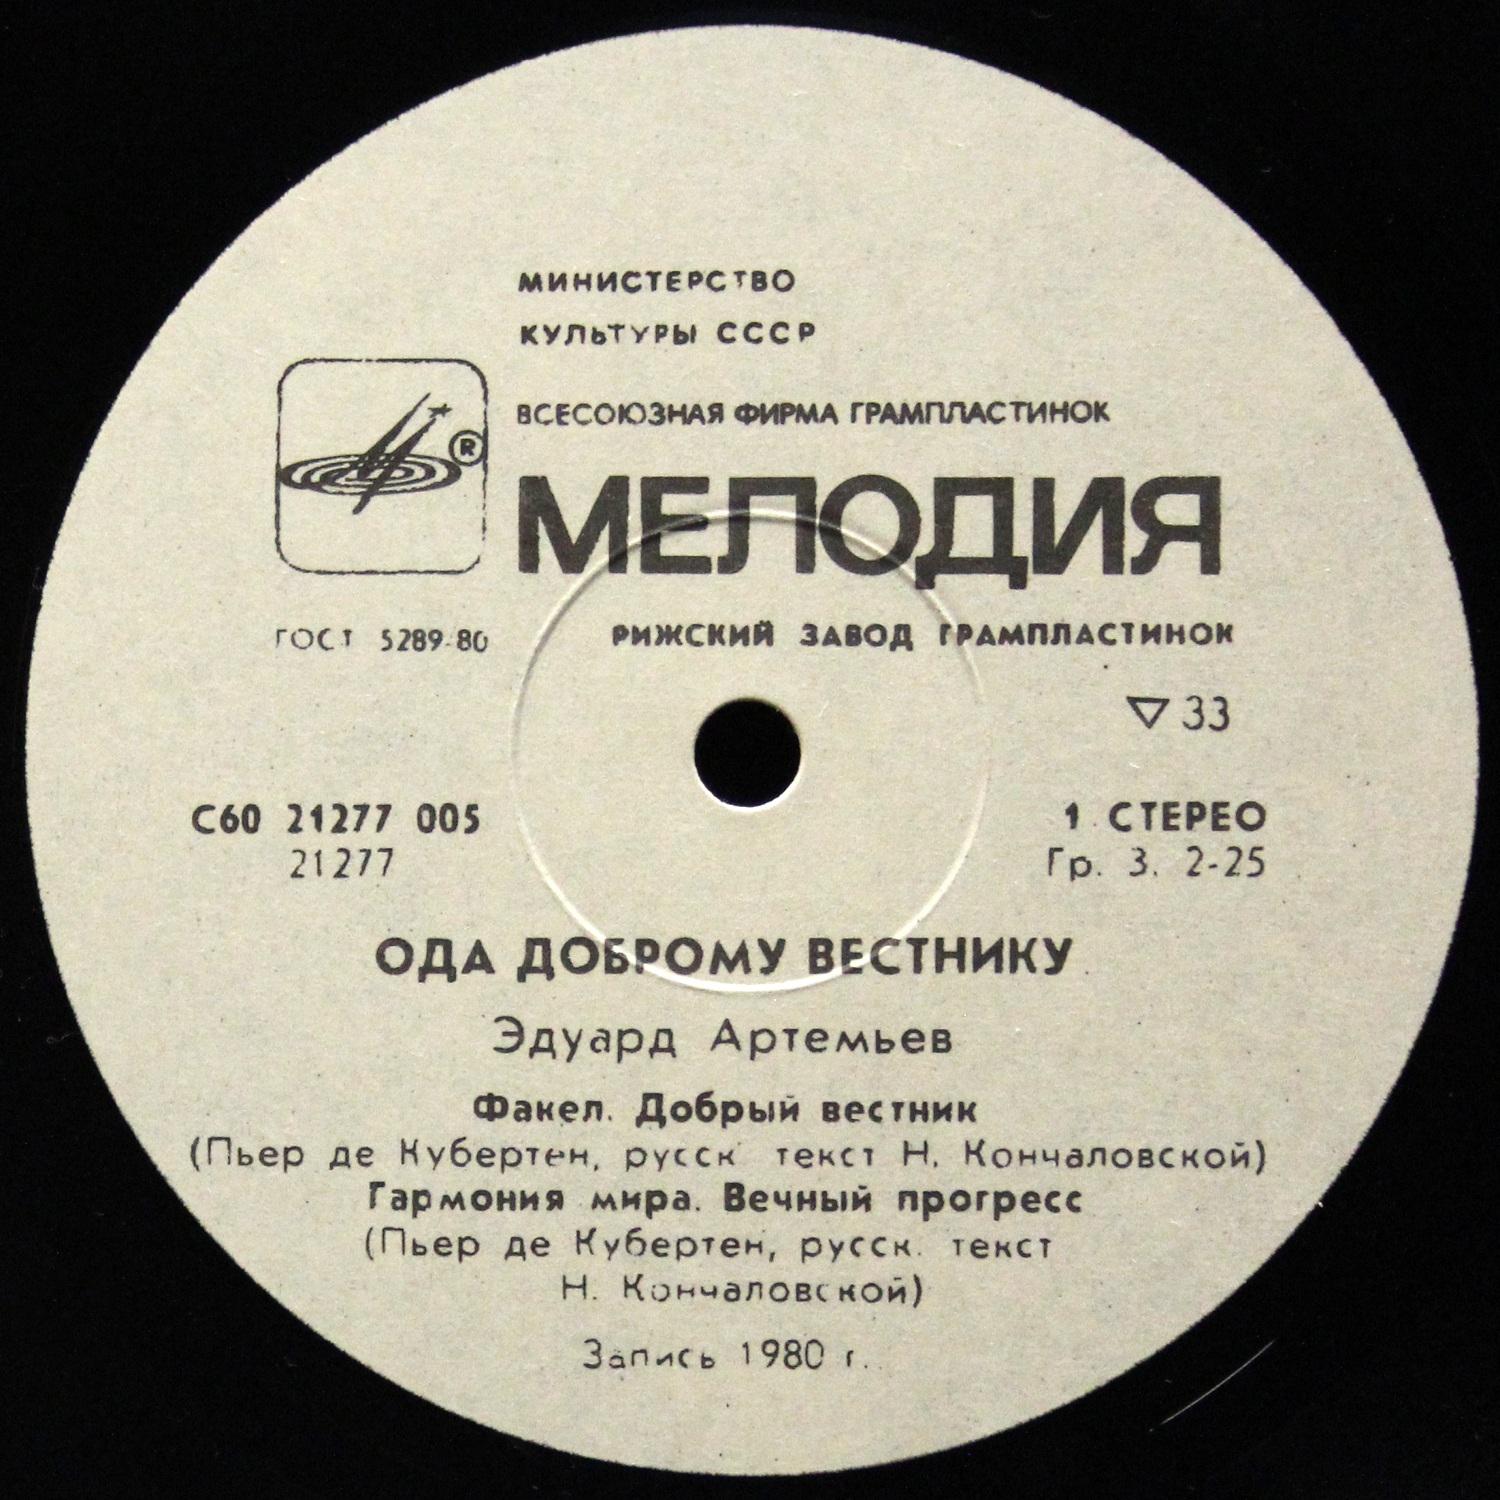 МИНИСТЕРСТВО
КУЛЬТУРЫ СССР
ВСЕСОЮЗНАЯ ФИРМА ГРАМПЛАСТИНОК
®
МЕЛОДИЯ
ГОСТ 5289-80
РИЖСКИЙ ЗАВОД ГРАМПЛАСТИНОК
▽ 33
С60 21277 005
1 СТЕРЕО
21277
Гр. 3. 2-25
ОДА ДОБРОМУ ВЕСТНИКУ
Эдуард Артемьев
Факел. Добрый вестник
(Пьер де Кубертен, русск текст Н. Кончаловской)
Гармония мира. Вечный прогресс
(Пьер де Кубертен, русск. текст
Н. Кончаловской)
Запись 1980 г.